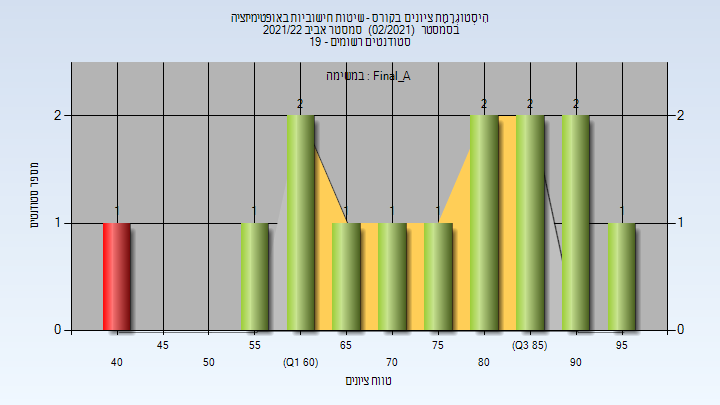 הִיסְטוֹגְרָמַת ציונים בקורס - שיטות חישוביות באופטימיזציה
בסמסטר (02/2021) סמסטר אביב 2021/22
סטודנטים רשומים - 19
במשימה : Final_A
2 2 2 2
1 1 1 1 1 1
2 2
1 1
0 0
מספר סטודנטים
45 55 65 75 (Q3 85) 95
40 50 (Q1 60) 70 80 90
טווח ציונים